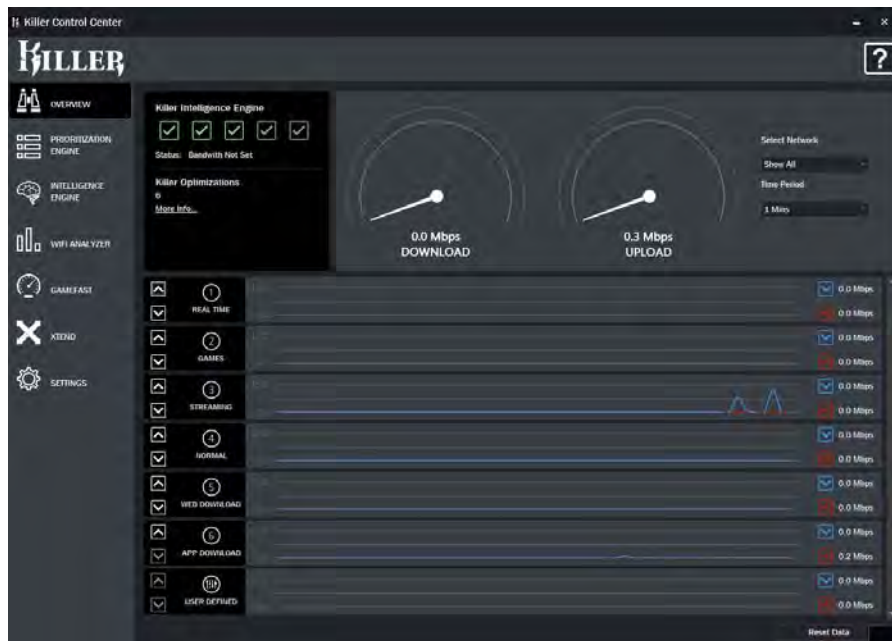 Killer Control Center
KILLER
?
OVERVIEW
PRIORITIZATION
ENGINE
INTELLIGENCE
ENGINE
WIFI ANALYZER
GAMEFAST
XTEND
SETTINGS
Killer Intelligence Engine
Status: Bandwith Not Set
Killer Optimizations
6
More Info...
0.0 Mbps
DOWNLOAD
0.3 Mbps
UPLOAD
Select Network
Show All
Time Period
1 Mins
1
REAL TIME
0.0 Mbps
0.0 Mbps
2
GAMES
0.0 Mbps
0.0 Mbps
3
STREAMING
0.0 Mbps
0.0 Mbps
4
NORMAL
0.0 Mbps
0.0 Mbps
5
WEB DOWNLOAD
0.0 Mbps
0.0 Mbps
6
APP DOWNLOAD
0.0 Mbps
0.2 Mbps
USER DEFINED
0.0 Mbps
0.0 Mbps
Reset Data